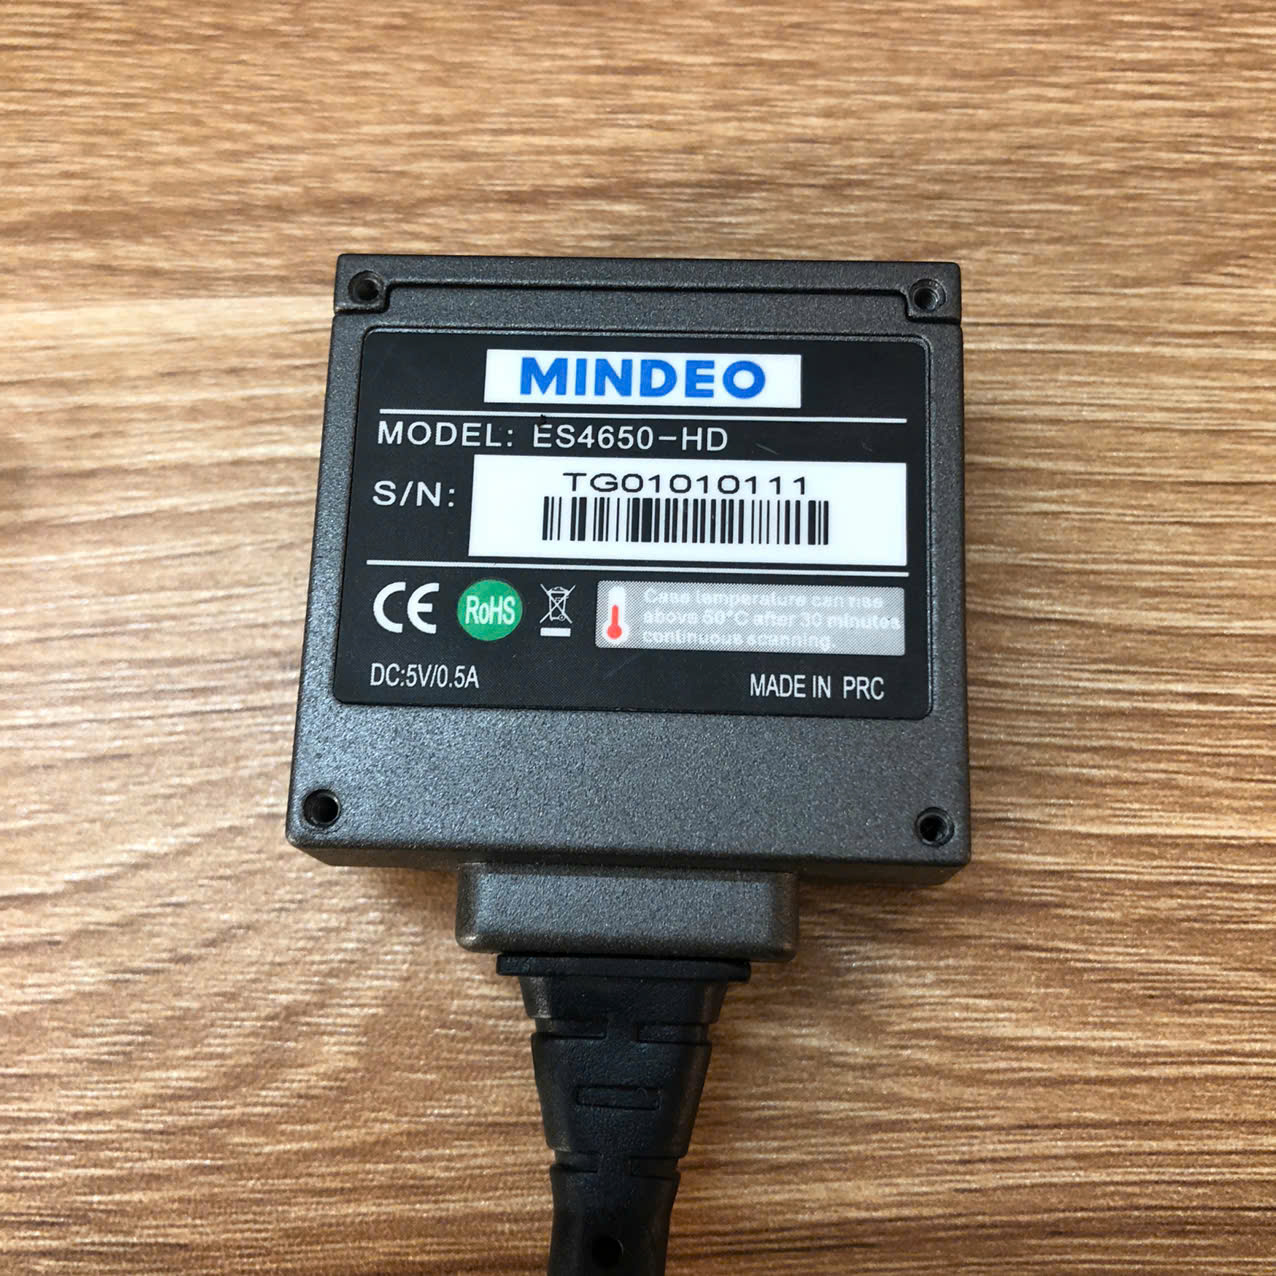 MINDEO
MODEL: ES4650-HD
S/N: TG01010111
CE RoHS
Case temperature can rise
above 50°C after 30 minutes
continuous scanning.
DC:5V/0.5A
MADE IN PRC